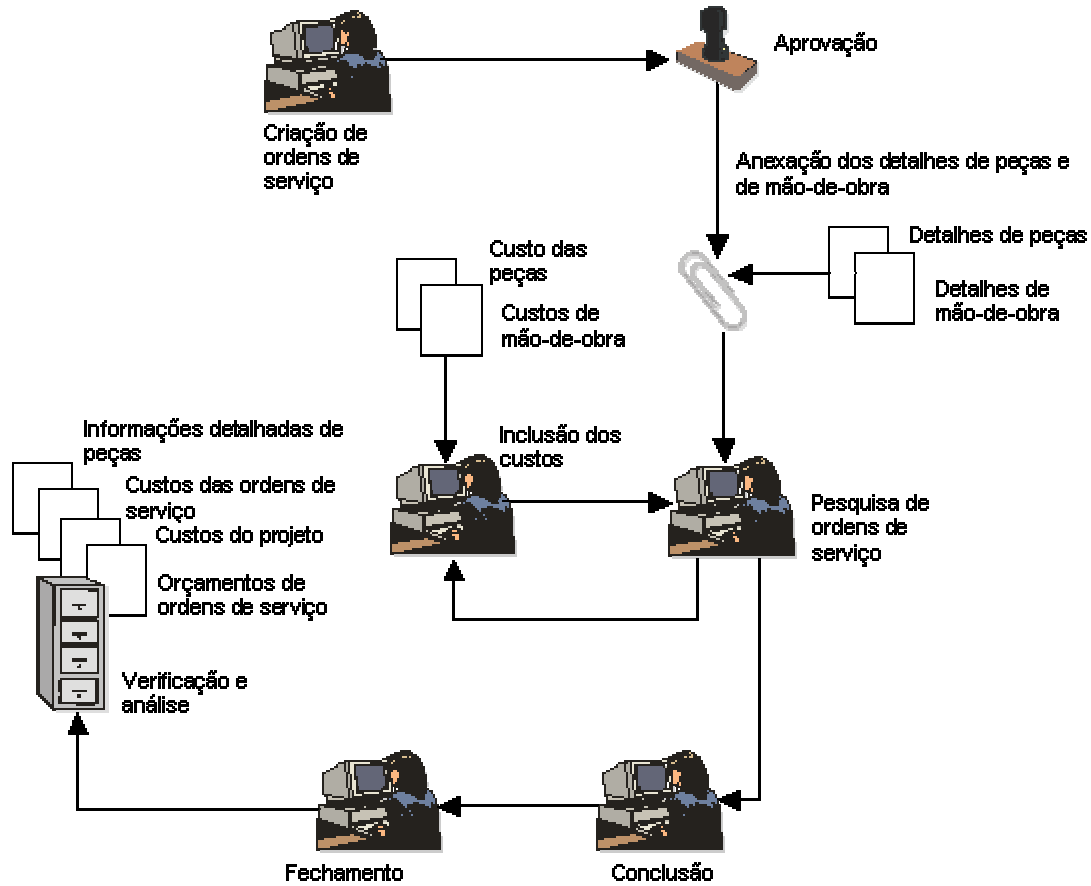 Aprovação
Criação de
ordens de
serviço
Anexação dos detalhes de peças e
de mão-de-obra
Detalhes de peças
Detalhes de
mão-de-obra
Custo das
peças
Custos de
mão-de-obra
Inclusão dos
custos
Pesquisa de
ordens de
serviço
Informações detalhadas de
peças
Custos das ordens de
serviço
Custos do projeto
Orçamentos de
ordens de serviço
Verificação e
análise
Fechamento
Conclusão